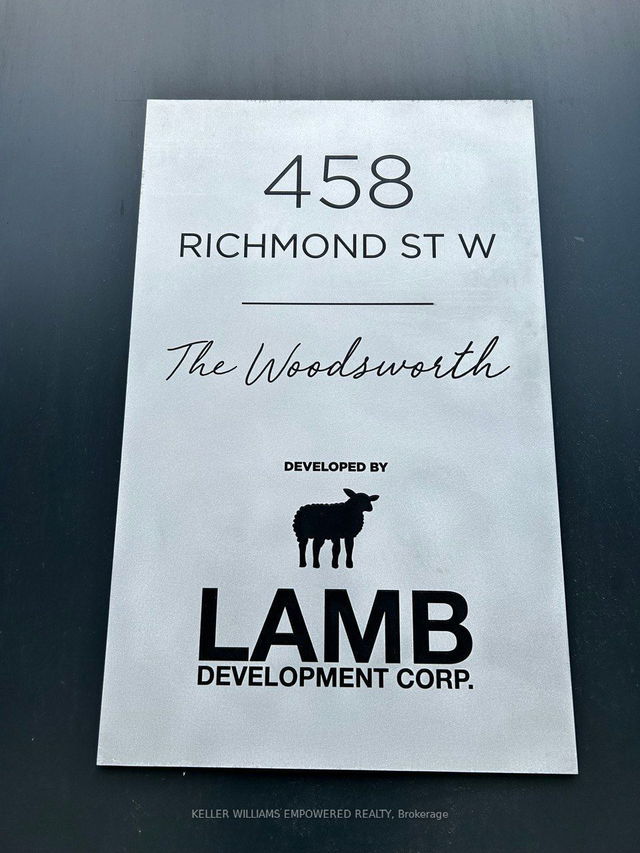 458
RICHMOND ST W
The Woodsworth
DEVELOPED BY
LAMB
DEVELOPMENT CORP.
KELLER WILLIAMS EMPOWERED REALTY, Brokerage